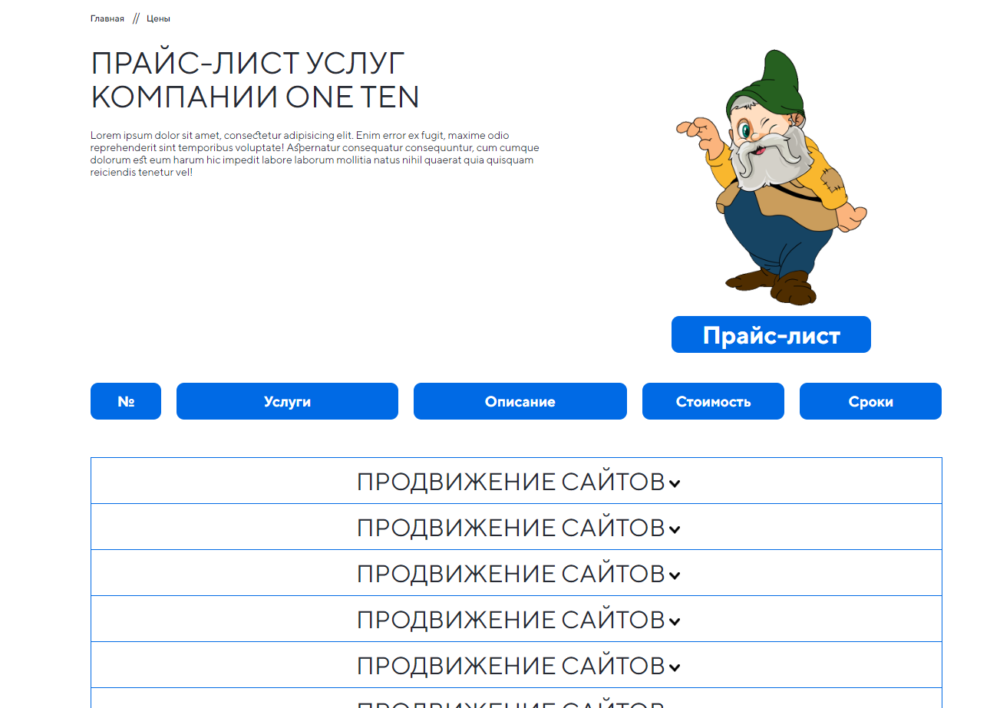 Главная // Цены
ПРАЙС-ЛИСТ УСЛУГ
КОМПАНИИ ONE TEN
Lorem ipsum dolor sit amet, consectetur adipisicing elit. Enim error ex fugit, maxime odio
reprehenderit sint temporibus voluptate! Aspernatur consequatur consequuntur, cum cumque
dolorum est eum harum hic impedit labore laborum mollitia natus nihil quaerat quia quisquam
reiciendis tenetur vel!
Прайс-лист
№ Услуги Описание Стоимость Сроки
ПРОДВИЖЕНИЕ САЙТОВ
ПРОДВИЖЕНИЕ САЙТОВ
ПРОДВИЖЕНИЕ САЙТОВ
ПРОДВИЖЕНИЕ САЙТОВ
ПРОДВИЖЕНИЕ САЙТОВ
ПРОДВИЖЕНИЕ САЙТОВ